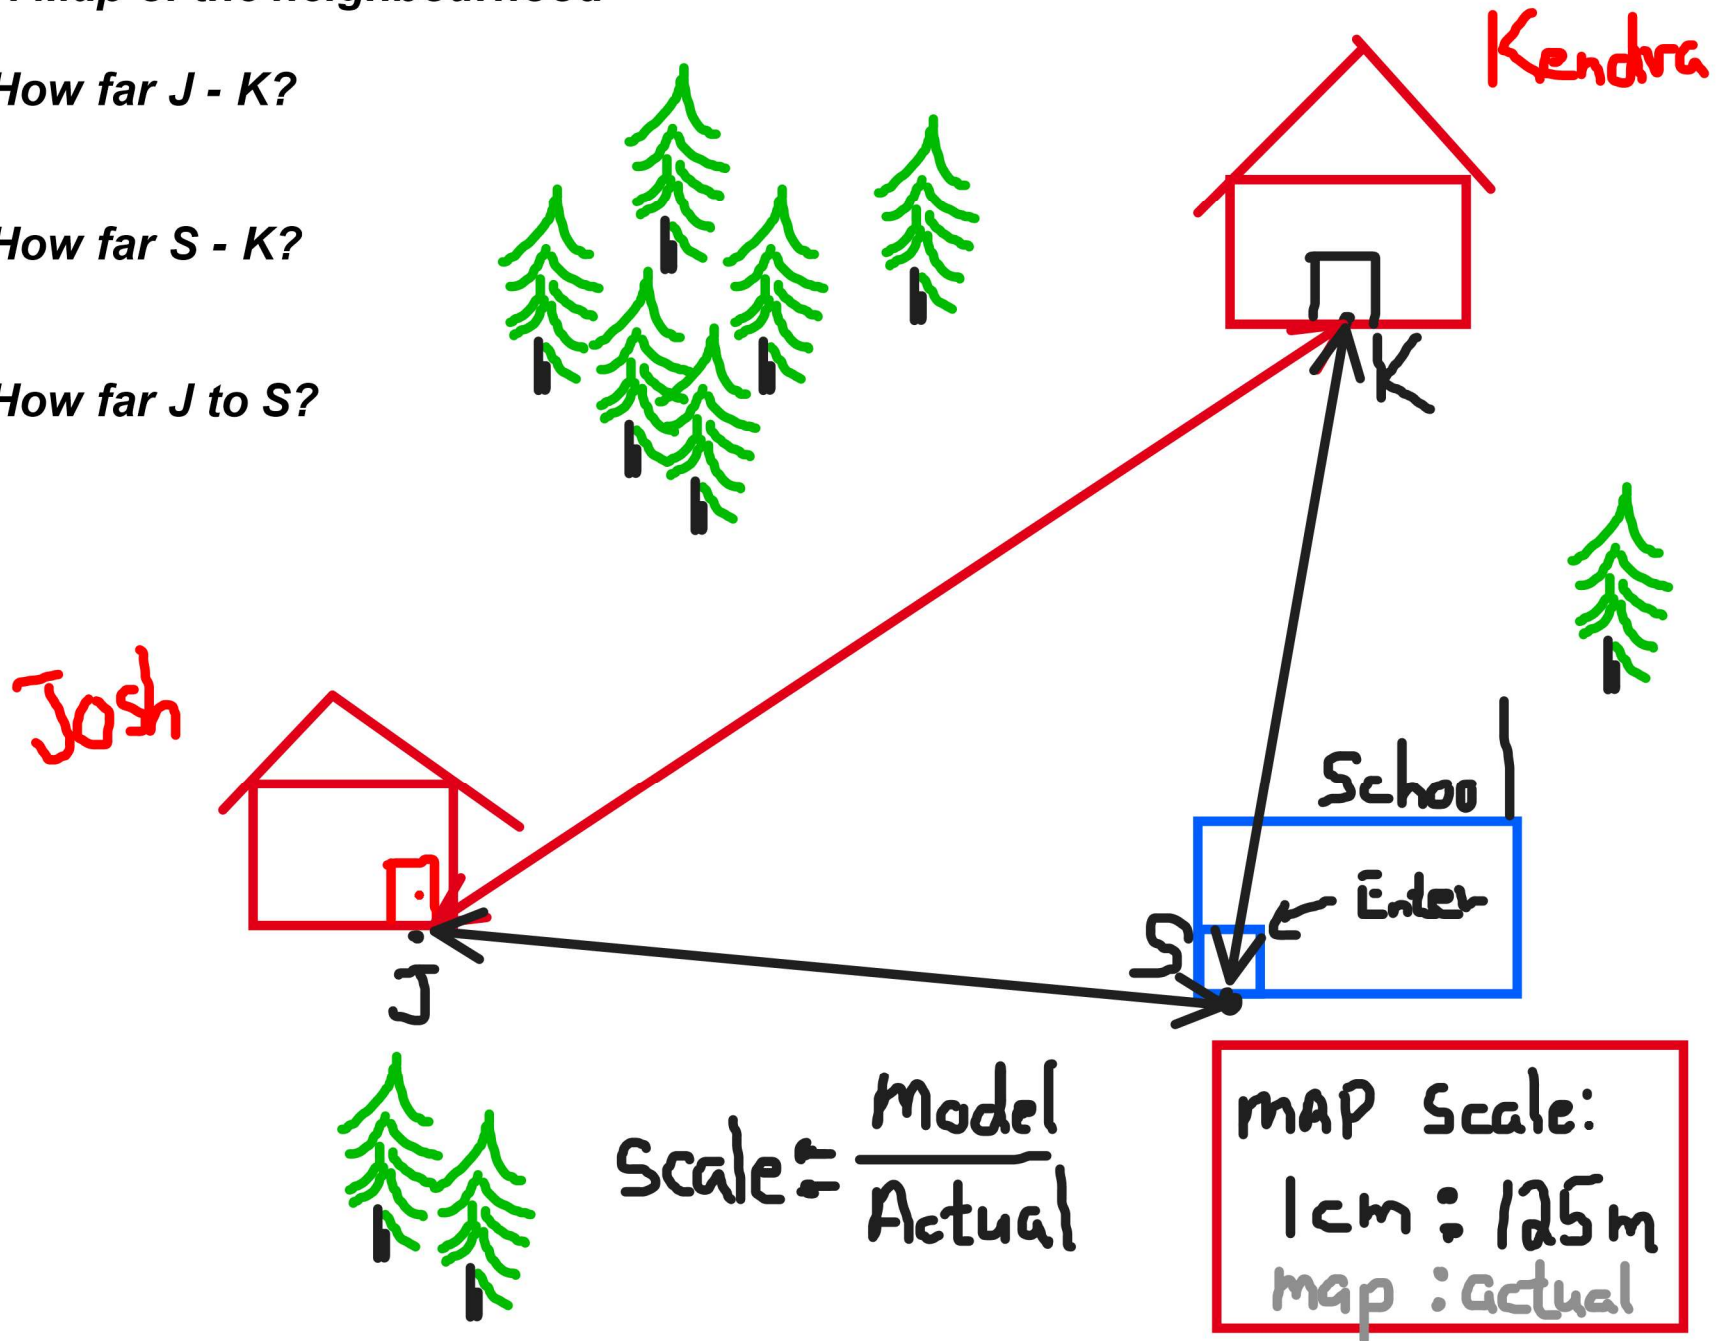 How far J - K?
How far S - K?
How far J to S?
Kendra
K
Josh
J
School
Enter
S
Scale = Model
Actual
MAP Scale:
1cm : 125m
map : actual